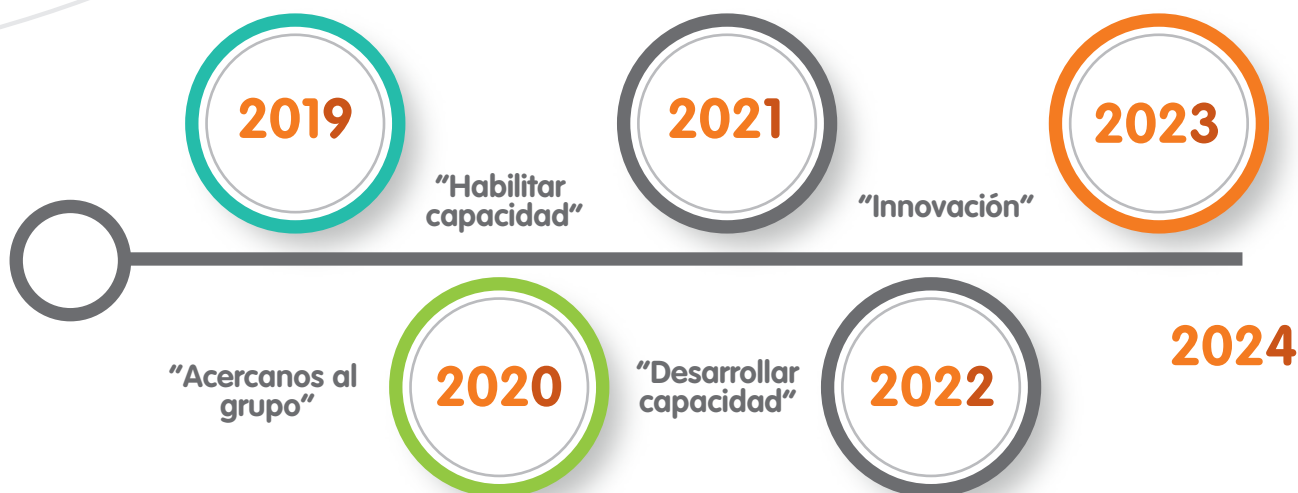 2019
2021
2023
"Habilitar
capacidad"
"Innovación"
"Acercanos al
grupo"
2020
"Desarrollar
capacidad"
2022
2024